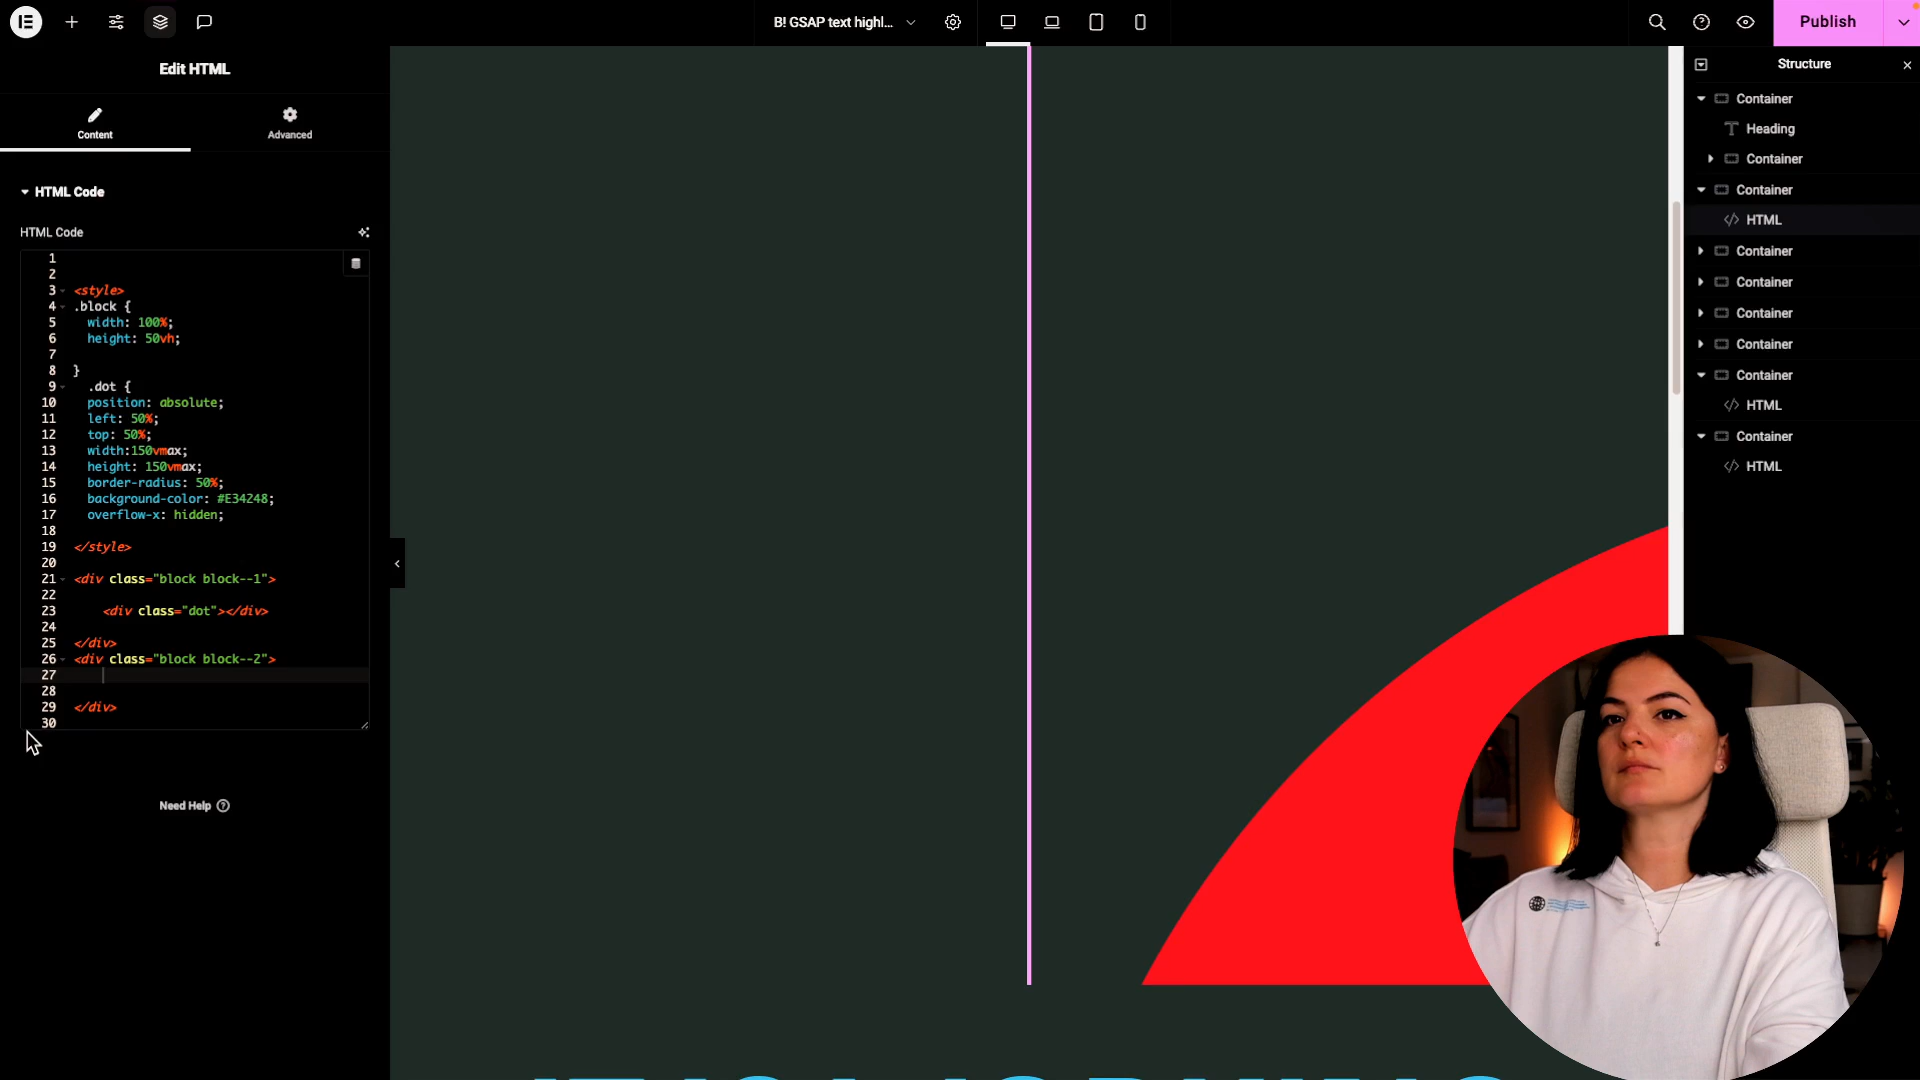 B! GSAP text highl...
Publish
Edit HTML
Structure
Content
Advanced
Container
Heading
Container
Container
HTML
Container
Container
Container
Container
Container
HTML
Container
HTML
HTML Code
HTML Code
1
2
3 <style>
4 .block {
5 width: 100%;
6 height: 50vh;
7
8 }
9 .dot {
10 position: absolute;
11 left: 50%;
12 top: 50%;
13 width:150vmax;
14 height: 150vmax;
15 border-radius: 50%;
16 background-color: #E34248;
17 overflow-x: hidden;
18
19 </style>
20
21 <div class="block block--1">
22
23 <div class="dot"></div>
24
25 </div>
26 <div class="block block--2">
27
28
29 </div>
30
Need Help